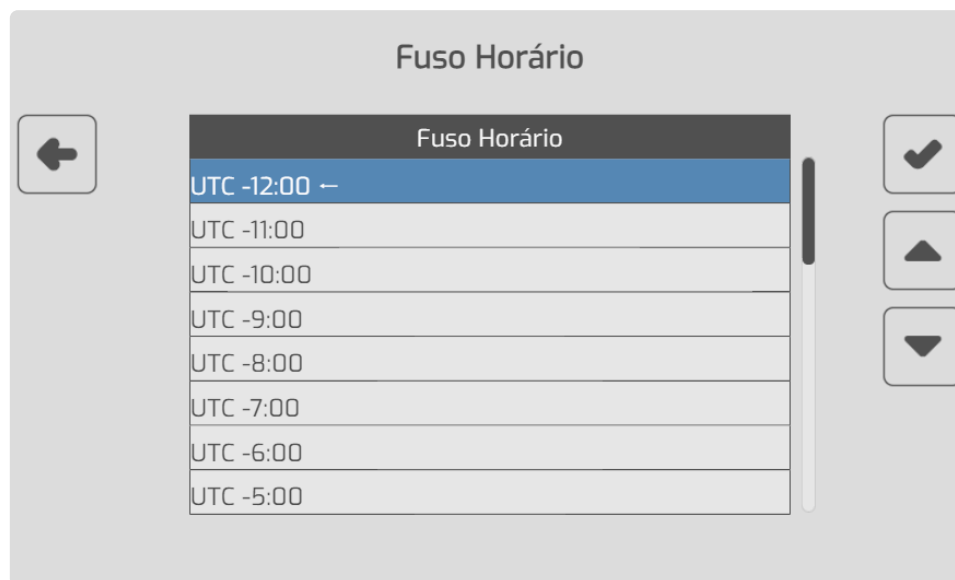 Fuso Horário
Fuso Horário
UTC -12:00 ←
UTC -11:00
UTC -10:00
UTC -9:00
UTC -8:00
UTC -7:00
UTC -6:00
UTC -5:00